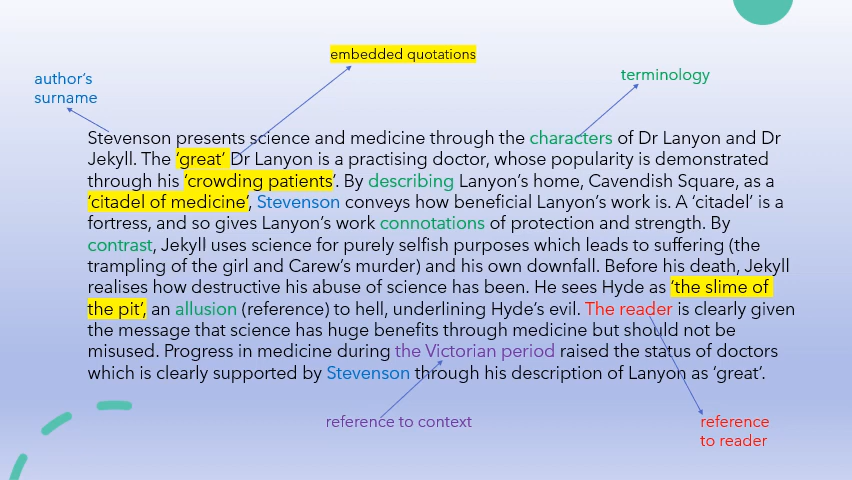 embedded quotations
author's
surname
terminology
Stevenson presents science and medicine through the characters of Dr Lanyon and Dr
Jekyll. The 'great' Dr Lanyon is a practising doctor, whose popularity is demonstrated
through his 'crowding patients'. By describing Lanyon's home, Cavendish Square, as a
'citadel of medicine', Stevenson conveys how beneficial Lanyon's work is. A 'citadel' is a
fortress, and so gives Lanyon's work connotations of protection and strength. By
contrast, Jekyll uses science for purely selfish purposes which leads to suffering (the
trampling of the girl and Carew's murder) and his own downfall. Before his death, Jekyll
realises how destructive his abuse of science has been. He sees Hyde as 'the slime of
the pit', an allusion (reference) to hell, underlining Hyde's evil. The reader is clearly given
the message that science has huge benefits through medicine but should not be
misused. Progress in medicine during the Victorian period raised the status of doctors
which is clearly supported by Stevenson through his description of Lanyon as 'great'.
reference to context
reference
to reader